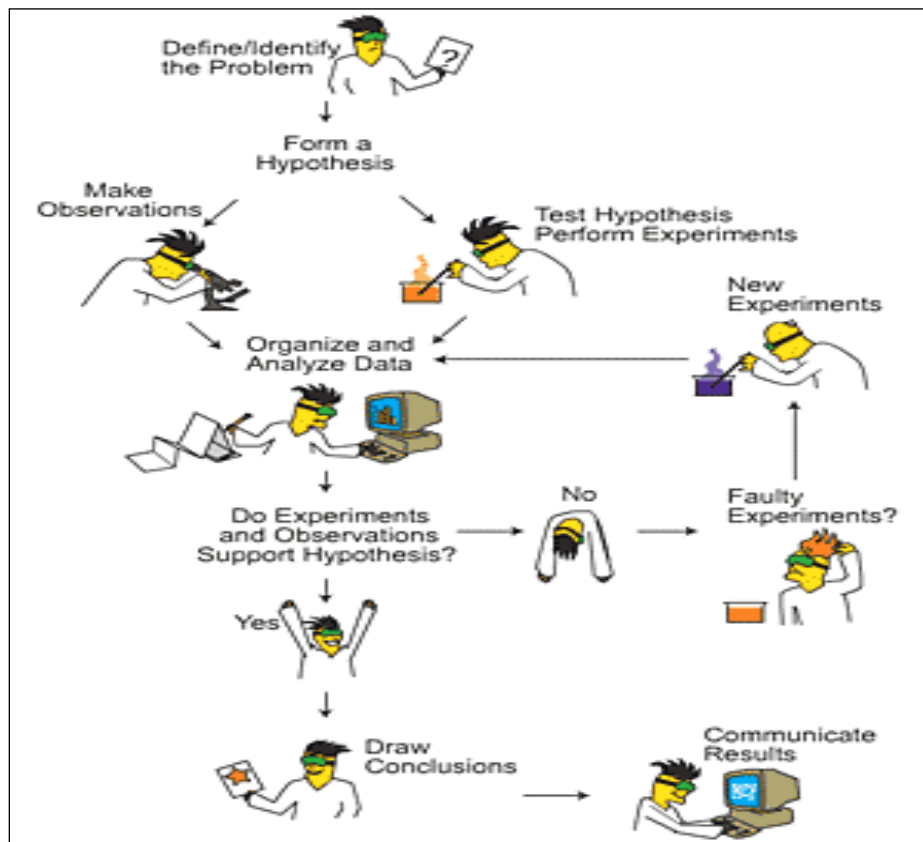 Define/Identify
the Problem
?
Form a
Hypothesis
Make
Observations
Test Hypothesis
Perform Experiments
New
Experiments
Organize and
Analyze Data
Do Experiments
and Observations
Support Hypothesis?
No
Faulty
Experiments?
Yes
Draw
Conclusions
Communicate
Results